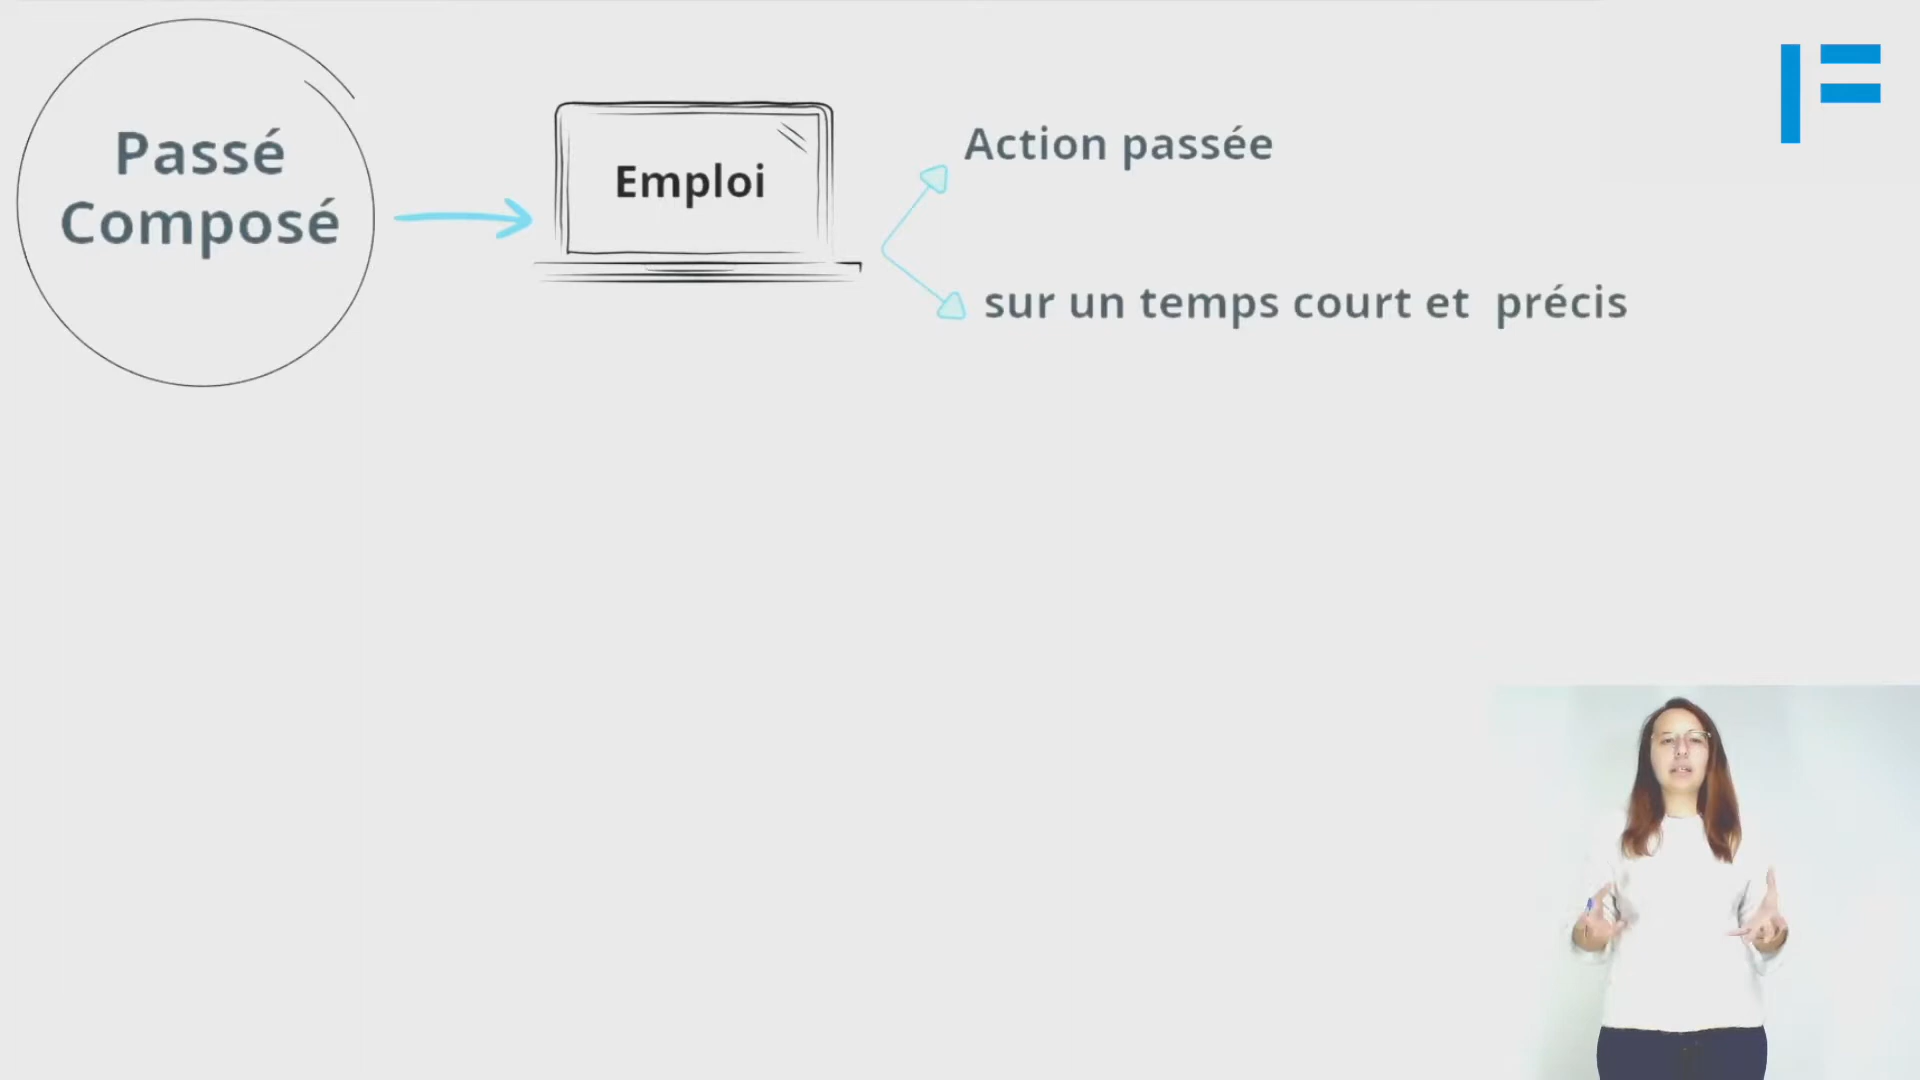 Passé
Composé
Emploi
Action passée
sur un temps court et précis